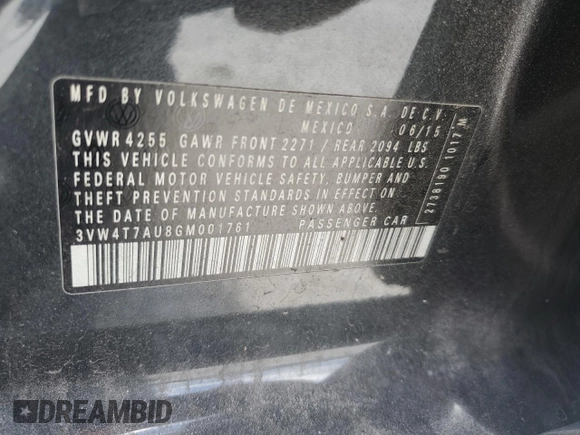 MFD BY VOLKSWAGEN DE MEXICO S.A. DE C.V.
MEXICO 06/15
GVWR 4255 GAWR FRONT 2271 / REAR 2094 LBS
THIS VEHICLE CONFORMS TO ALL APPLICABLE U.S.
FEDERAL MOTOR VEHICLE SAFETY, BUMPER AND
THEFT PREVENTION STANDARDS IN EFFECT ON
THE DATE OF MANUFACTURE SHOWN ABOVE.
3VW4T7AU8GM001761 PASSENGER CAR
2738190 1017 M
DREAMBID